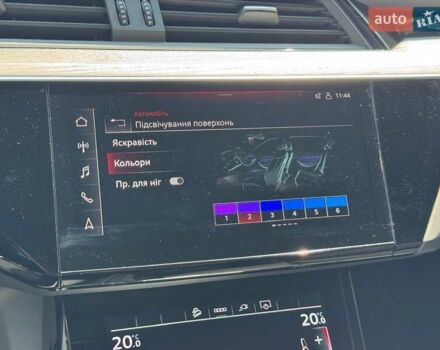 auto RIA
11:44
Автомобіль
Підсвічування поверхонь
Яскравість
Кольори
Пр. для ніг
1 2 3 4 5 6
20.0 °C
20.0
+